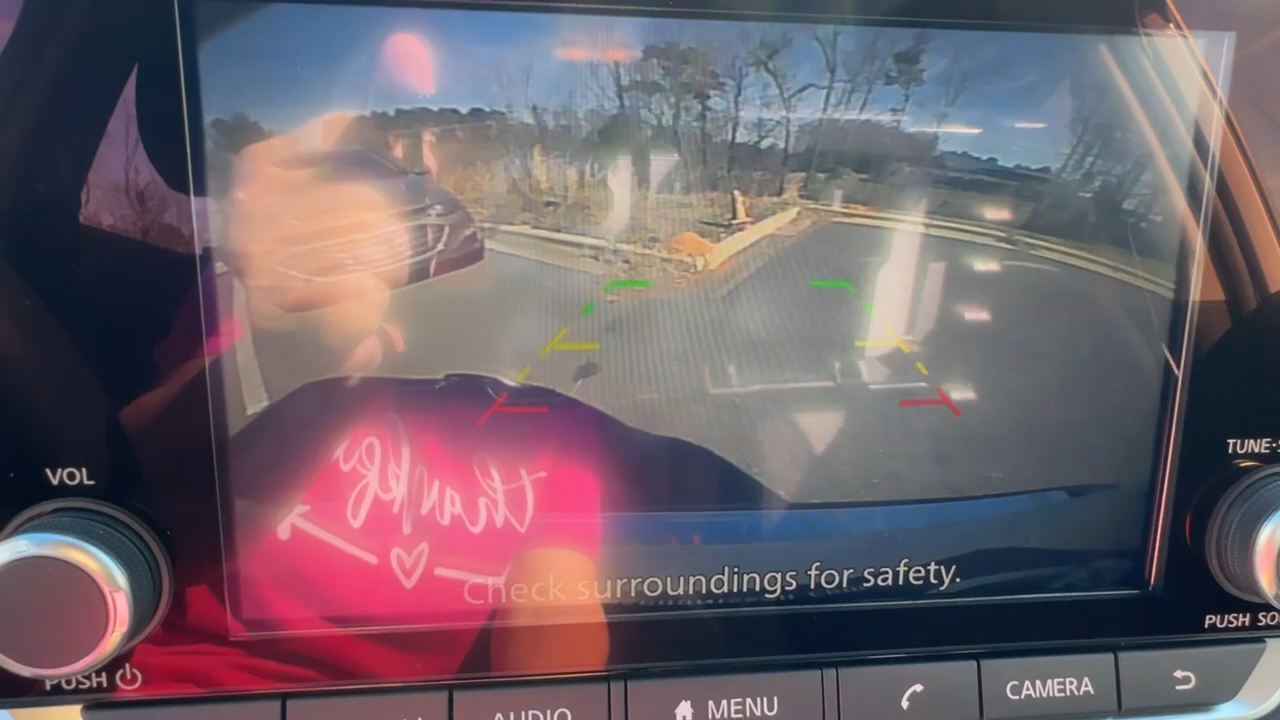 VOL
TUNE·S
Check surroundings for safety.
PUSH
PUSH SO
AUDIO
MENU
CAMERA